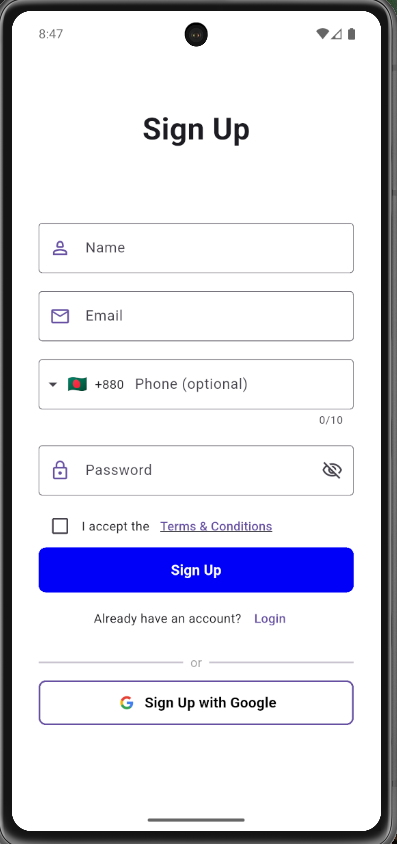 8:47
Sign Up
Name
Email
+880 Phone (optional)
0/10
Password
I accept the Terms & Conditions
Sign Up
Already have an account? Login
or
Sign Up with Google